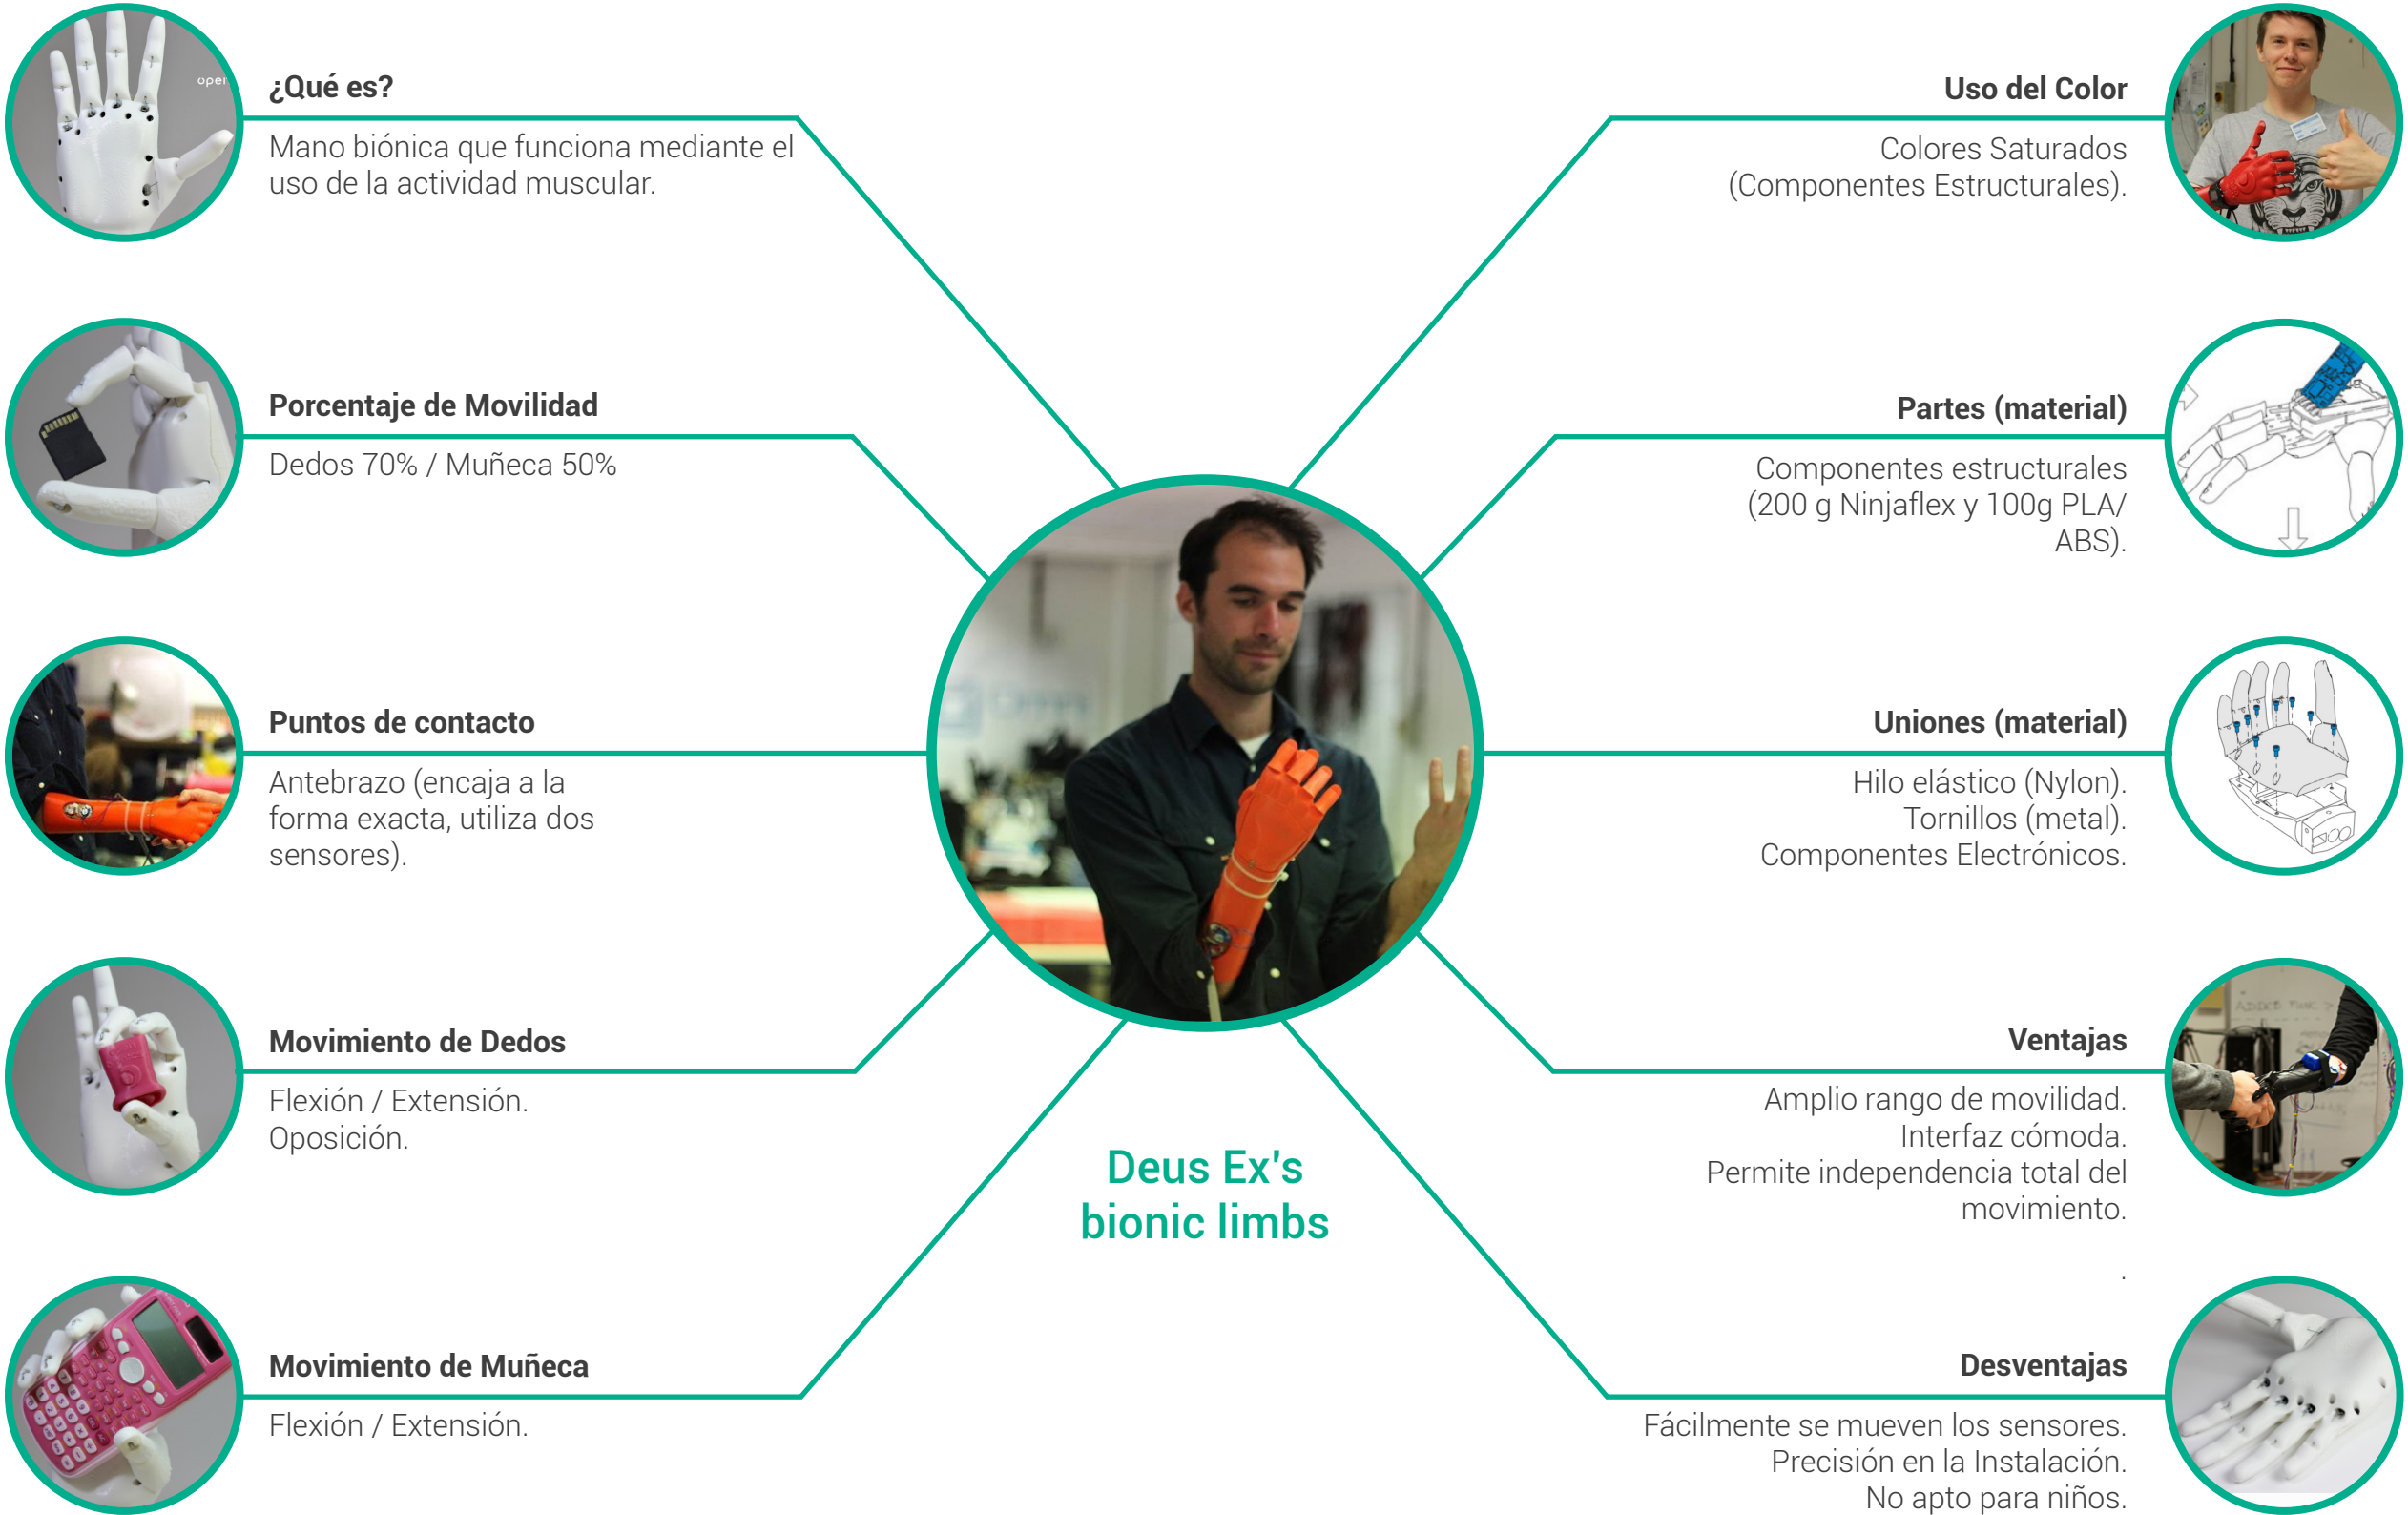 ¿Qué es?
Mano biónica que funciona mediante el
uso de la actividad muscular.
Porcentaje de Movilidad
Dedos 70% / Muñeca 50%
Puntos de contacto
Antebrazo (encaja a la
forma exacta, utiliza dos
sensores).
Movimiento de Dedos
Flexión / Extensión.
Oposición.
Movimiento de Muñeca
Flexión / Extensión.
Deus Ex's
bionic limbs
Uso del Color
Colores Saturados
(Componentes Estructurales).
Partes (material)
Componentes estructurales
(200 g Ninjaflex y 100g PLA/
ABS).
Uniones (material)
Hilo elástico (Nylon).
Tornillos (metal).
Componentes Electrónicos.
Ventajas
Amplio rango de movilidad.
Interfaz cómoda.
Permite independencia total del
movimiento.
.
Desventajas
Fácilmente se mueven los sensores.
Precisión en la Instalación.
No apto para niños.